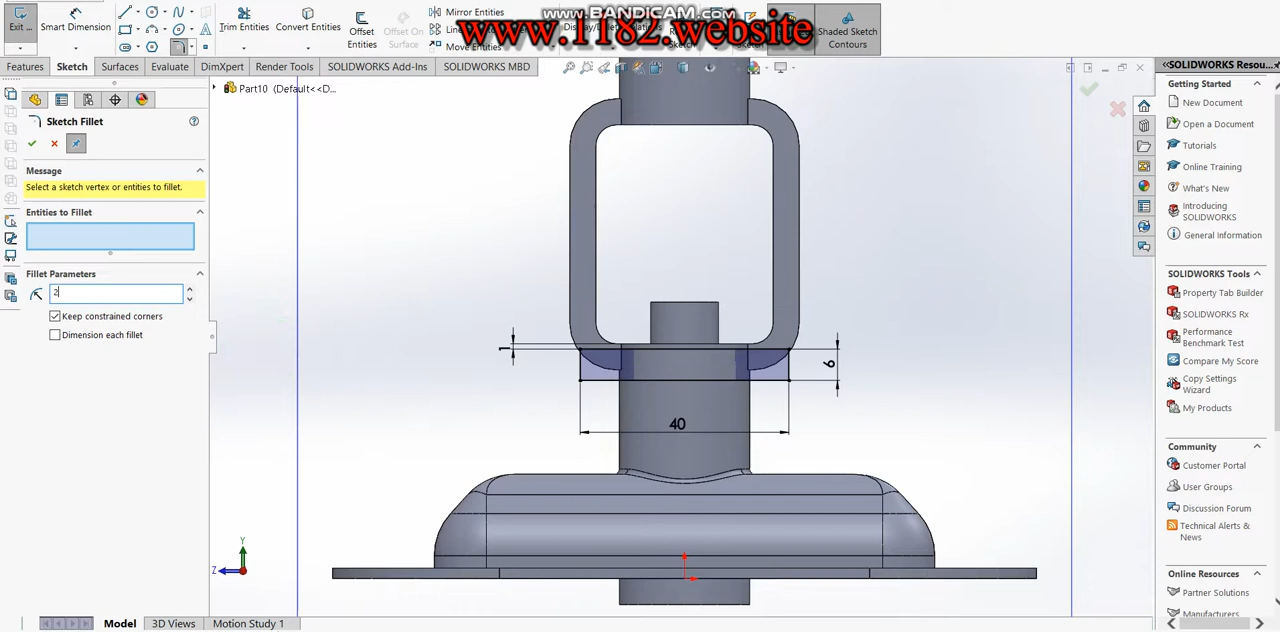 www.BANDICAM.com
www.1182.website
Exit ...
Smart Dimension
Trim Entities
Convert Entities
Offset Entities
Offset On Surface
Mirror Entities
Move Entities
Shaded Sketch Contours
Features
Sketch
Surfaces
Evaluate
DimXpert
Render Tools
SOLIDWORKS Add-Ins
SOLIDWORKS MBD
Part10 (Default<<D...
Sketch Fillet
Message
Select a sketch vertex or entities to fillet.
Entities to Fillet
Fillet Parameters
2
Keep constrained corners
Dimension each fillet
1
6
40
Y
Z
Model
3D Views
Motion Study 1
SOLIDWORKS Resou...
Getting Started
New Document
Open a Document
Tutorials
Online Training
What's New
Introducing SOLIDWORKS
General Information
SOLIDWORKS Tools
Property Tab Builder
SOLIDWORKS Rx
Performance Benchmark Test
Compare My Score
Copy Settings Wizard
My Products
Community
Customer Portal
User Groups
Discussion Forum
Technical Alerts & News
Online Resources
Partner Solutions
Manufacturers